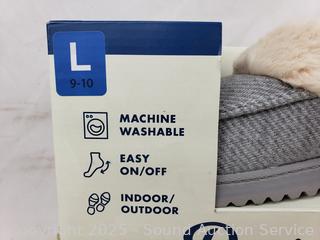 L
9-10
MACHINE
WASHABLE
EASY
ON/OFF
INDOOR/
OUTDOOR
Copyright 2025 - Sound Auction Service